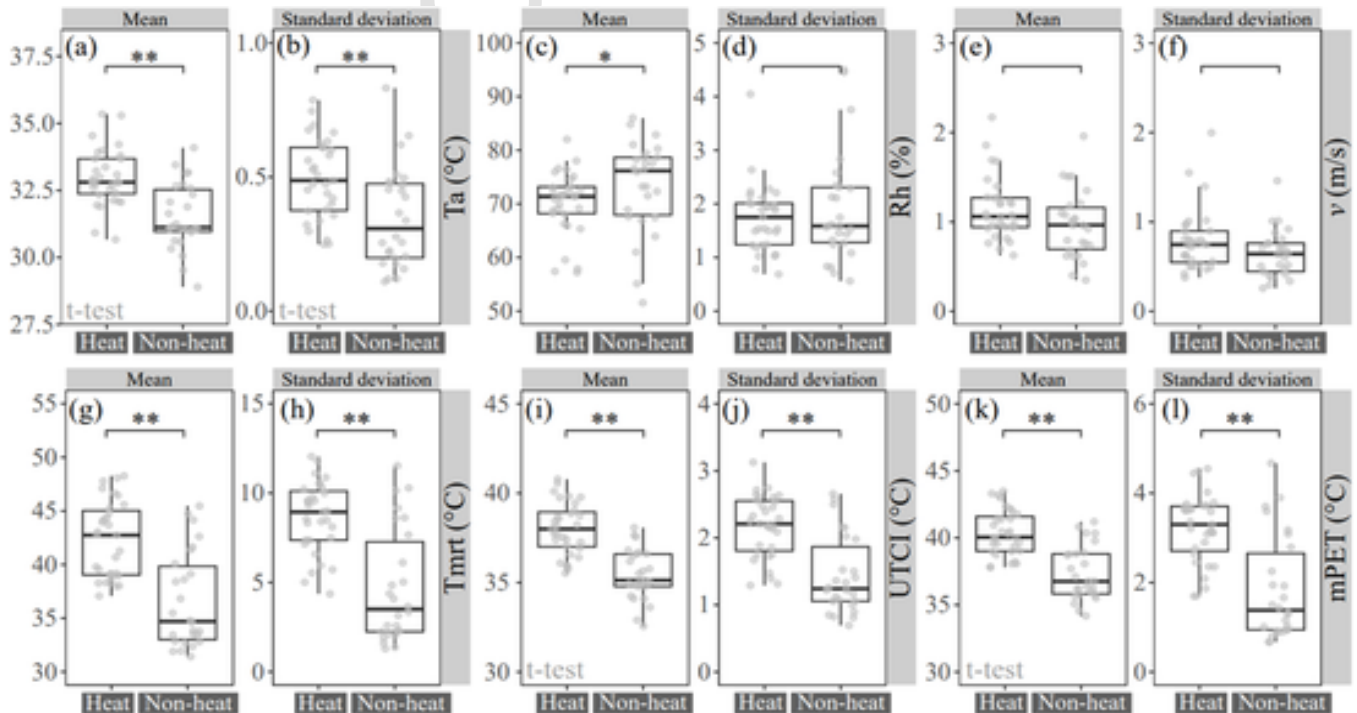 Mean Standard deviation Mean Standard deviation Mean Standard deviation
(a) (b) (c) (d) (e) (f)
** ** *
37.5 35.0 32.5 30.0 27.5
1.0 0.5 0.0
Ta (°C)
100 90 80 70 60 50
5 4 3 2 1 0
Rh (%)
3 2 1 0
3 2 1 0
v (m/s)
t-test t-test
Heat Non-heat Heat Non-heat Heat Non-heat Heat Non-heat Heat Non-heat Heat Non-heat
Mean Standard deviation Mean Standard deviation Mean Standard deviation
(g) (h) (i) (j) (k) (l)
** ** ** ** ** **
55 50 45 40 35 30
15 10 5 0
Tmrt (°C)
45 40 35 30
4 3 2 1 0
UTCI (°C)
50 45 40 35 30
6 4 2 0
mPET (°C)
t-test t-test
Heat Non-heat Heat Non-heat Heat Non-heat Heat Non-heat Heat Non-heat Heat Non-heat